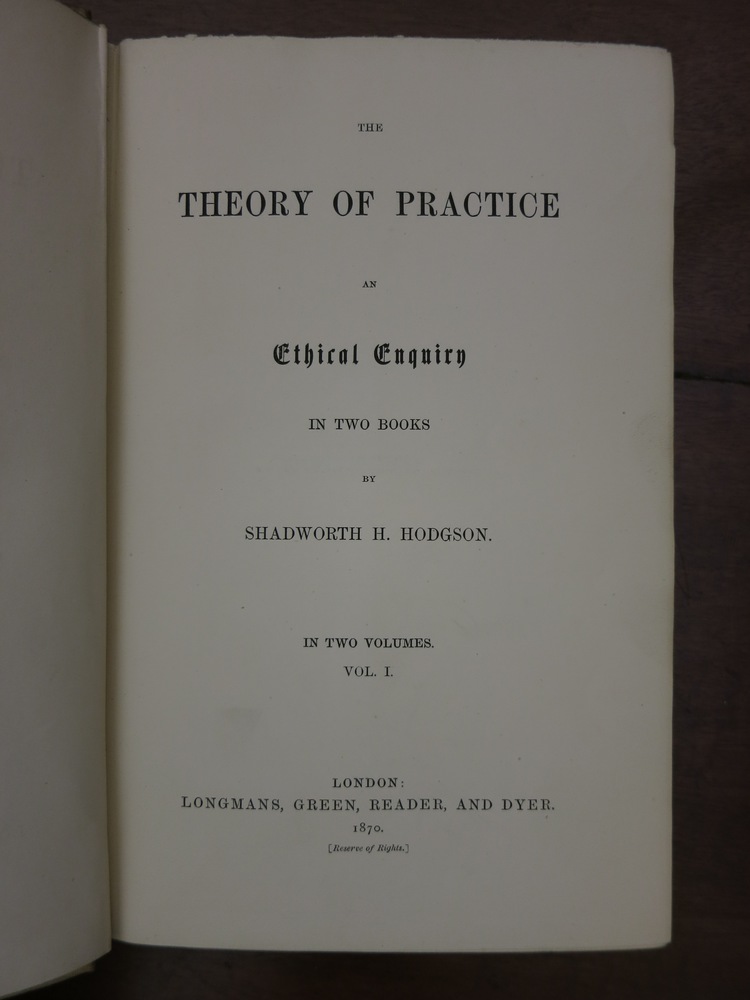 THE
THEORY OF PRACTICE
AN
Ethical Enquiry
IN TWO BOOKS
BY
SHADWORTH H. HODGSON.
IN TWO VOLUMES.
VOL. I.
LONDON:
LONGMANS, GREEN, READER, AND DYER.
1870.
[Reserve of Rights.]